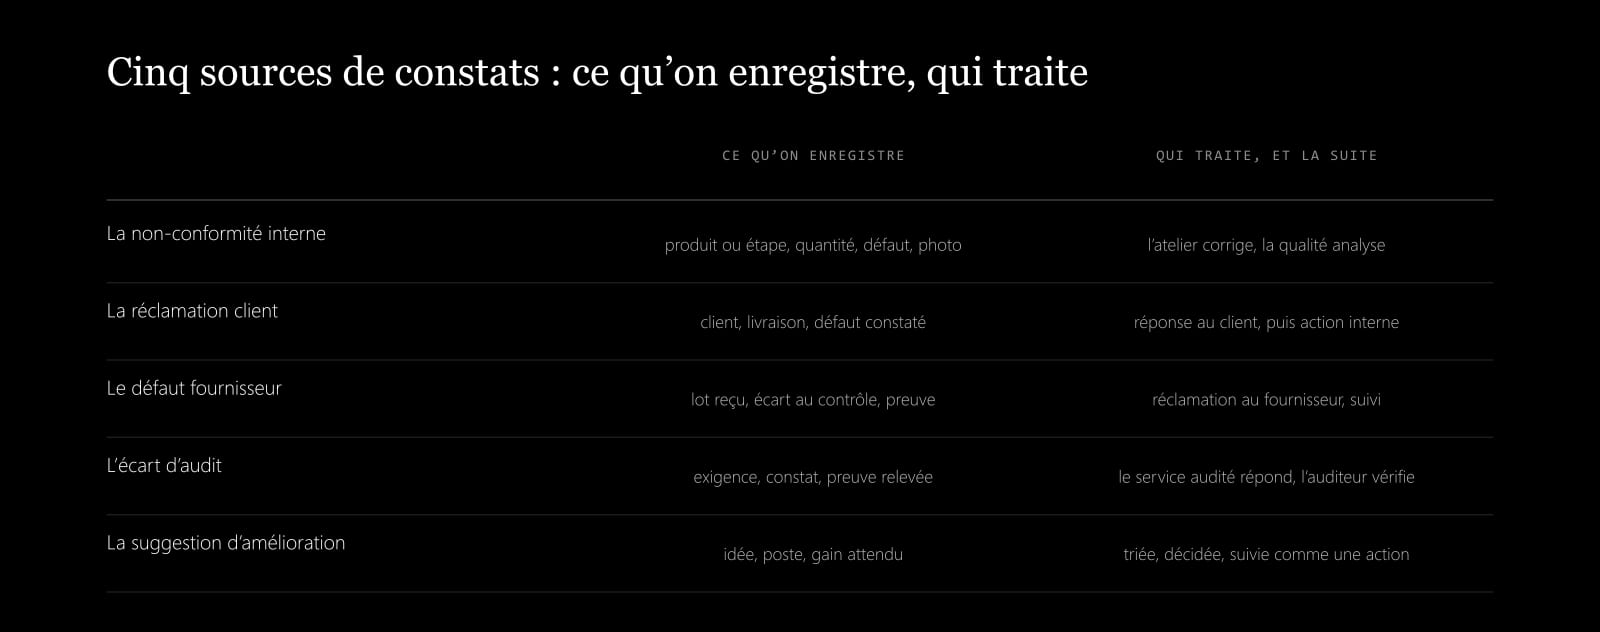 Cinq sources de constats : ce qu’on enregistre, qui traite
CE QU’ON ENREGISTRE
QUI TRAITE, ET LA SUITE
La non-conformité interne
produit ou étape, quantité, défaut, photo
l’atelier corrige, la qualité analyse
La réclamation client
client, livraison, défaut constaté
réponse au client, puis action interne
Le défaut fournisseur
lot reçu, écart au contrôle, preuve
réclamation au fournisseur, suivi
L’écart d’audit
exigence, constat, preuve relevée
le service audité répond, l’auditeur vérifie
La suggestion d’amélioration
idée, poste, gain attendu
triée, décidée, suivie comme une action